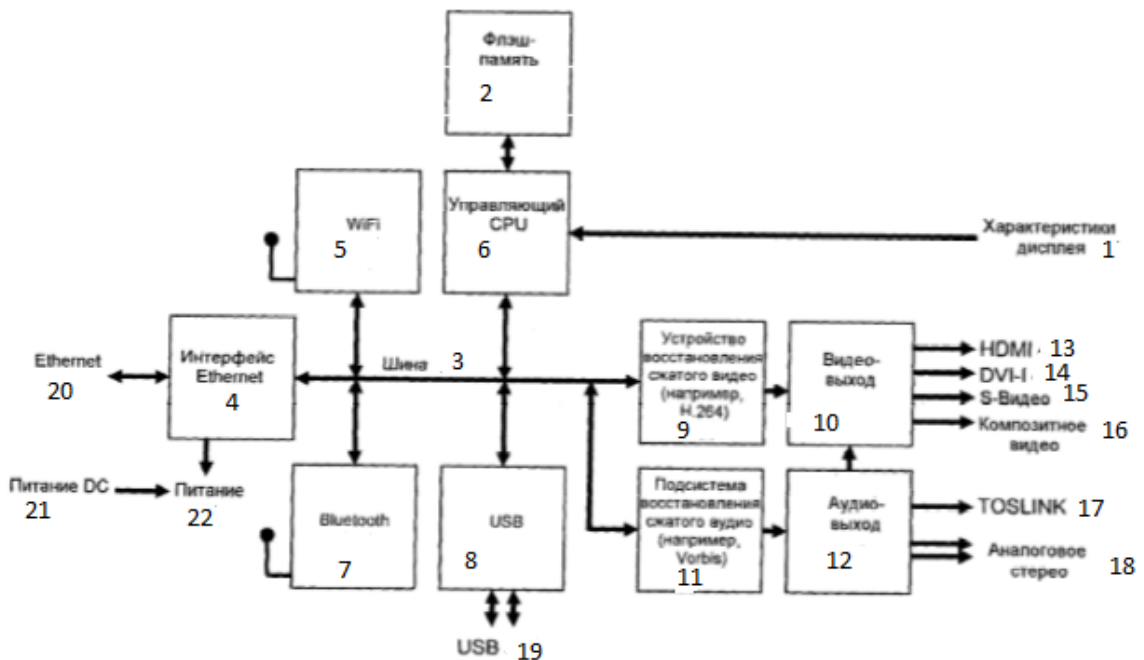 Флэш-
память
2
WiFi
5
Управляющий
CPU
6
Характеристики
дисплея 1
Ethernet
20
Интерфейс
Ethernet
4
Шина 3
Устройство
восстановления
сжатого видео
(например,
H.264)
9
Видео-
выход
10
HDMI 13
DVI-I 14
S-Видео 15
Композитное
видео 16
Питание DC
21
Питание
22
Bluetooth
7
USB
8
Подсистема
восстановления
сжатого аудио
(например,
Vorbis)
11
Аудио-
выход
12
TOSLINK 17
Аналоговое
стерео 18
USB 19